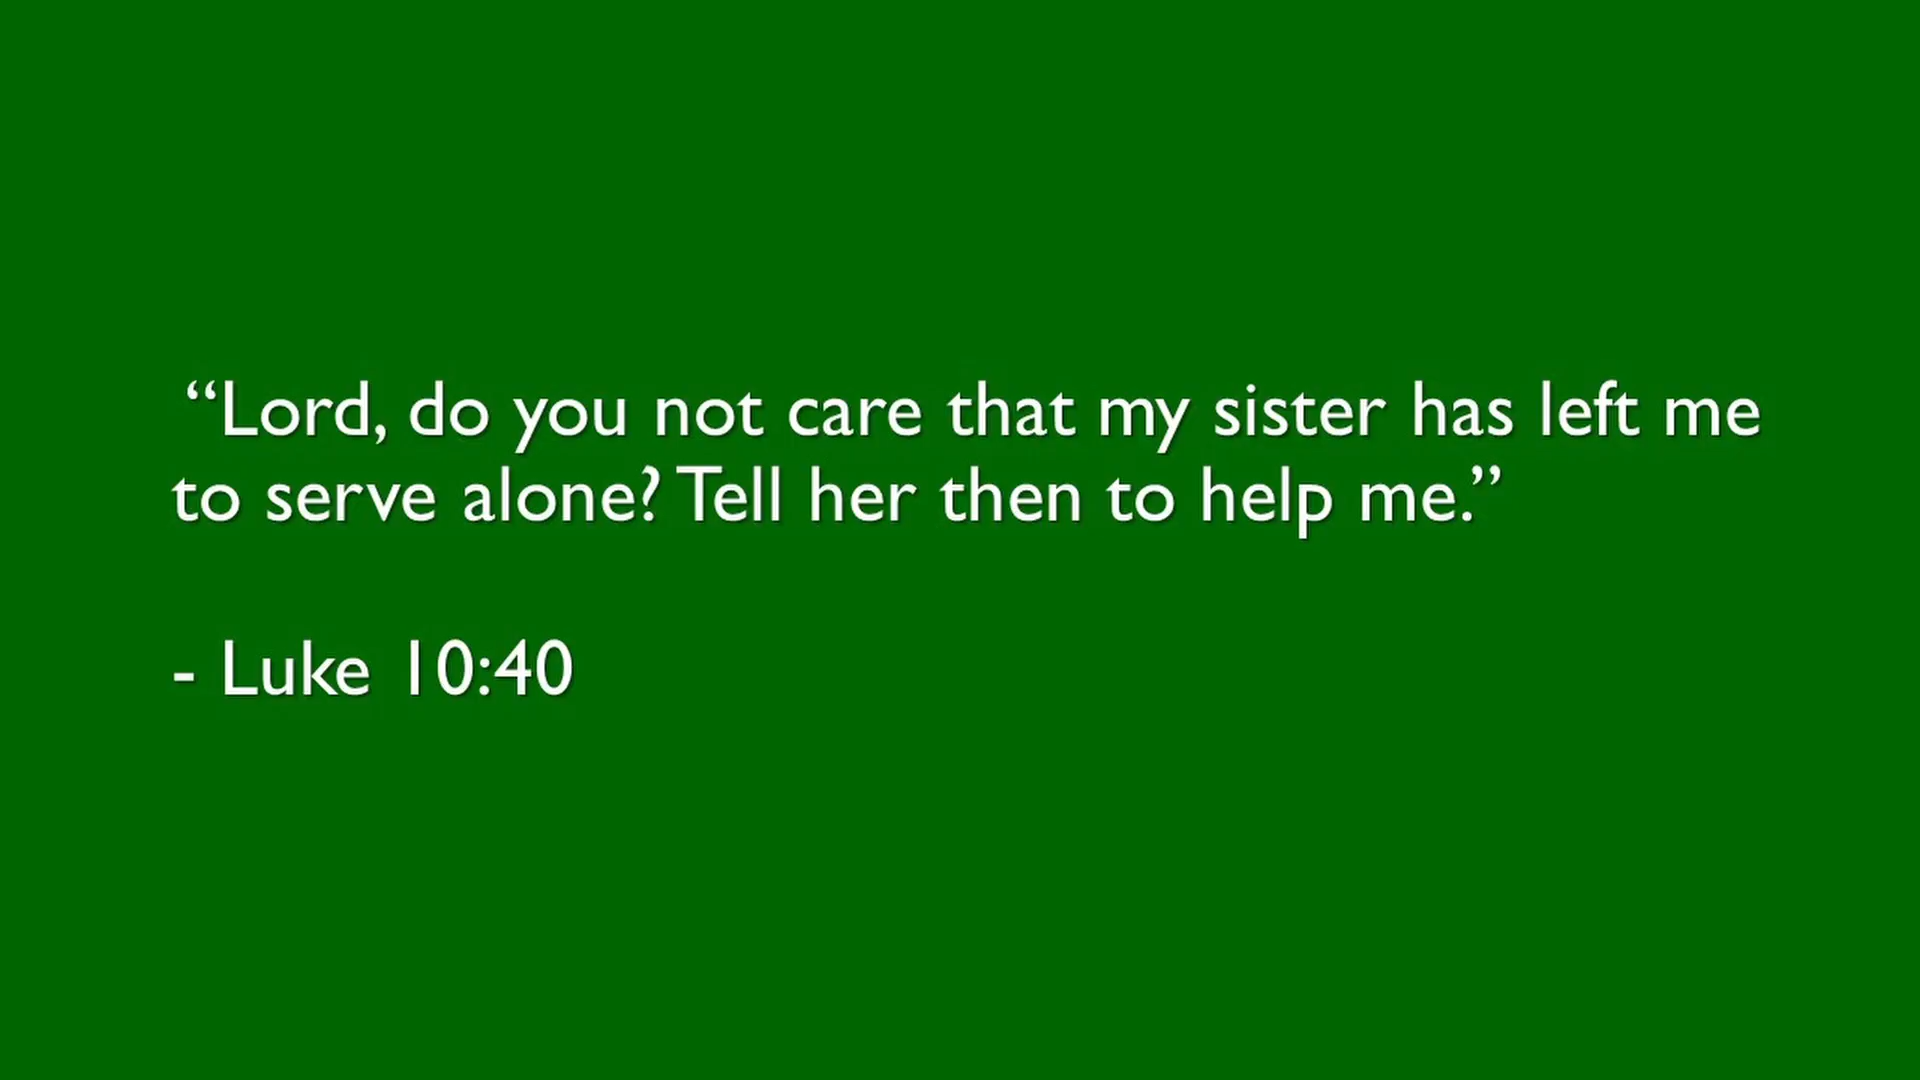 “Lord, do you not care that my sister has left me
to serve alone? Tell her then to help me.”
- Luke 10:40